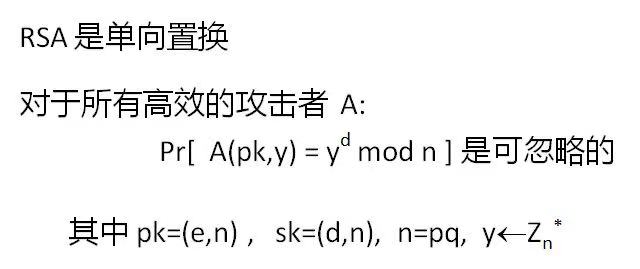 RSA 是单向置换
对于所有高效的攻击者 A:
Pr[ A(pk,y) = y^d mod n ] 是可忽略的
其中 pk=(e,n) , sk=(d,n), n=pq, y←Z_n^*